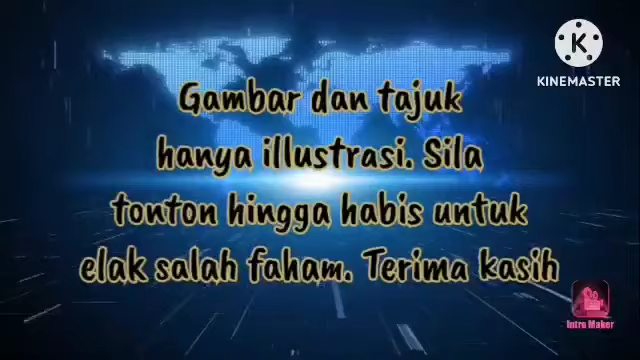 KINEMASTER
Gambar dan tajuk
hanya illustrasi. Sila
tonton hingga habis untuk
elak salah faham. Terima kasih
Intro Maker